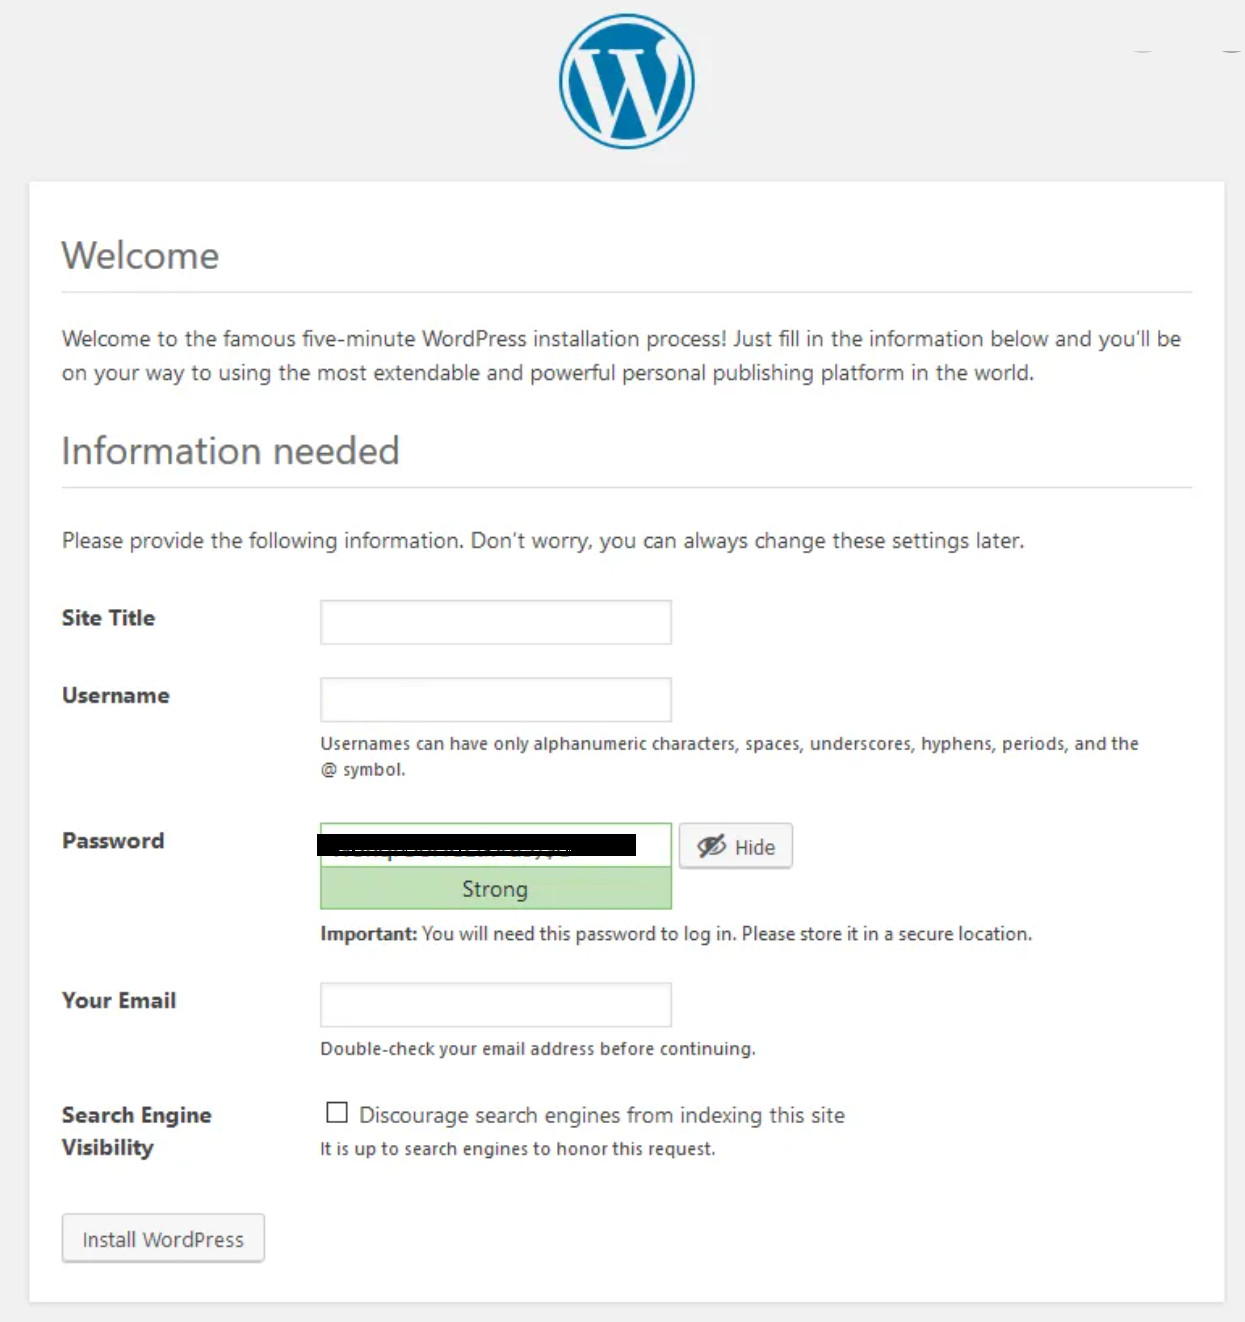 Welcome
Welcome to the famous five-minute WordPress installation process! Just fill in the information below and you'll be
on your way to using the most extendable and powerful personal publishing platform in the world.
Information needed
Please provide the following information. Don't worry, you can always change these settings later.
Site Title
Username
Usernames can have only alphanumeric characters, spaces, underscores, hyphens, periods, and the
@ symbol.
Password
Hide
Strong
Important: You will need this password to log in. Please store it in a secure location.
Your Email
Double-check your email address before continuing.
Search Engine
Visibility
Discourage search engines from indexing this site
It is up to search engines to honor this request.
Install WordPress